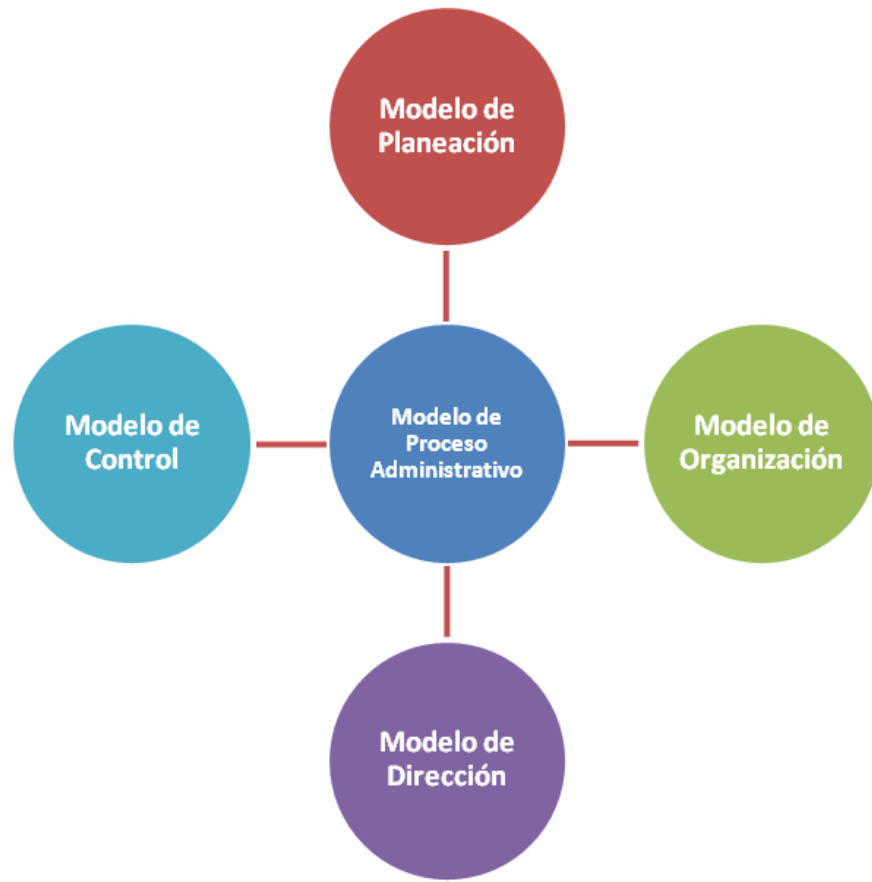 Modelo de
Planeación
Modelo de
Control
Modelo de
Proceso
Administrativo
Modelo de
Organización
Modelo de
Dirección